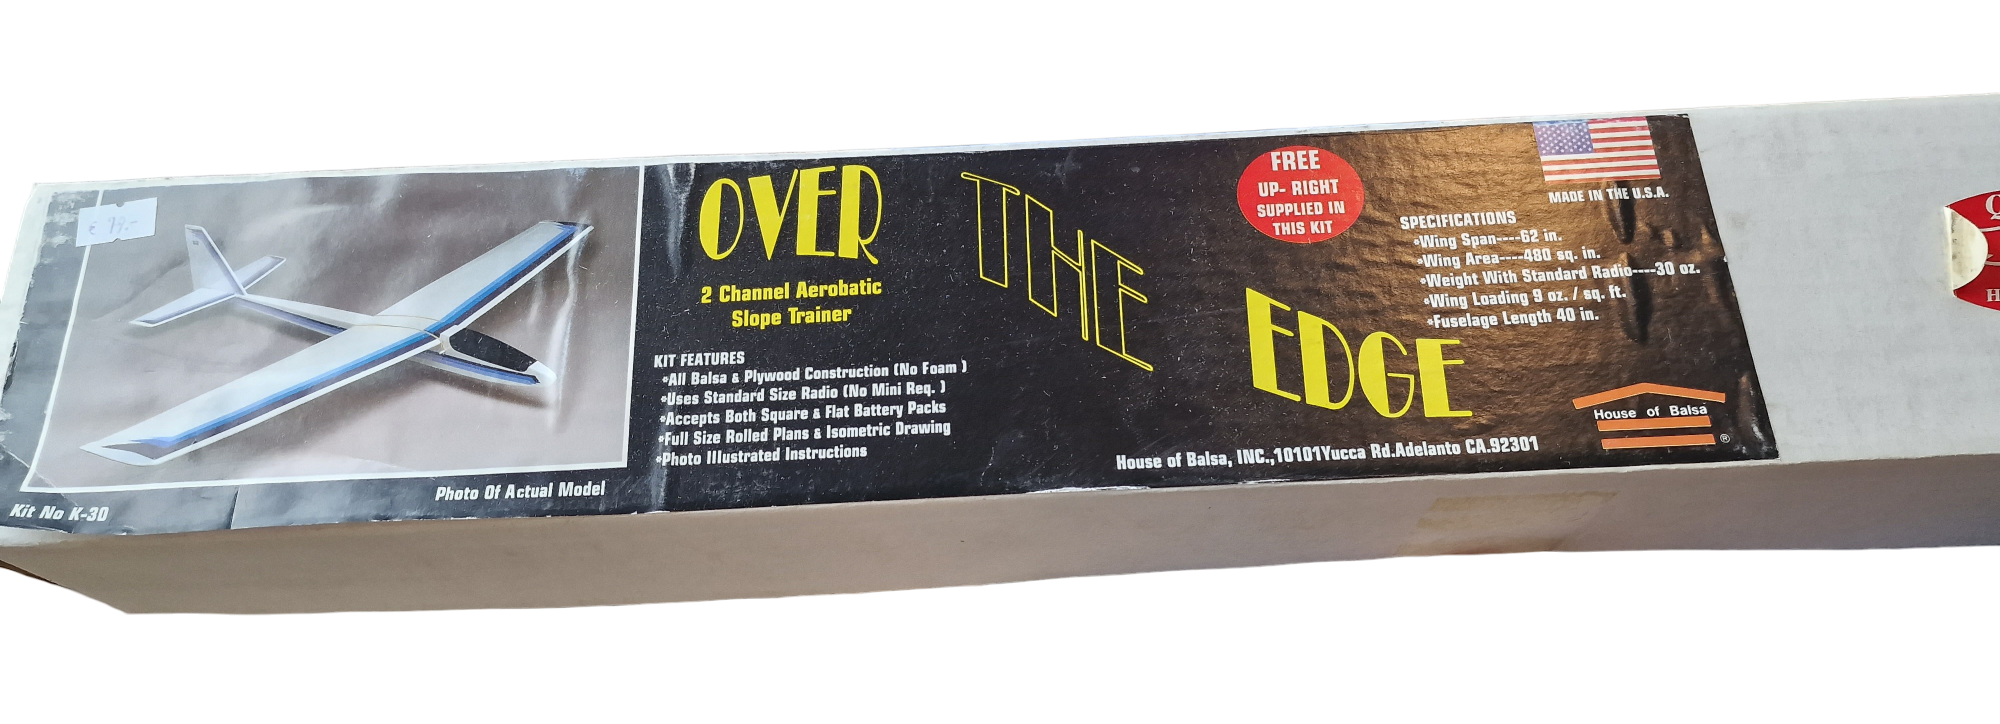 € 79,-
Photo Of Actual Model
Kit No K-30
OVER
THE
EDGE
2 Channel Aerobatic
Slope Trainer
KIT FEATURES
•All Balsa & Plywood Construction (No Foam )
•Uses Standard Size Radio (No Mini Req. )
•Accepts Both Square & Flat Battery Packs
•Full Size Rolled Plans & Isometric Drawing
•Photo Illustrated Instructions
FREE
UP- RIGHT
SUPPLIED IN
THIS KIT
MADE IN THE U.S.A.
SPECIFICATIONS
•Wing Span----62 in.
•Wing Area----480 sq. in.
•Weight With Standard Radio----30 oz.
•Wing Loading 9 oz. / sq. ft.
•Fuselage Length 40 in.
House of Balsa
®
House of Balsa, INC.,10101Yucca Rd.Adelanto CA.92301